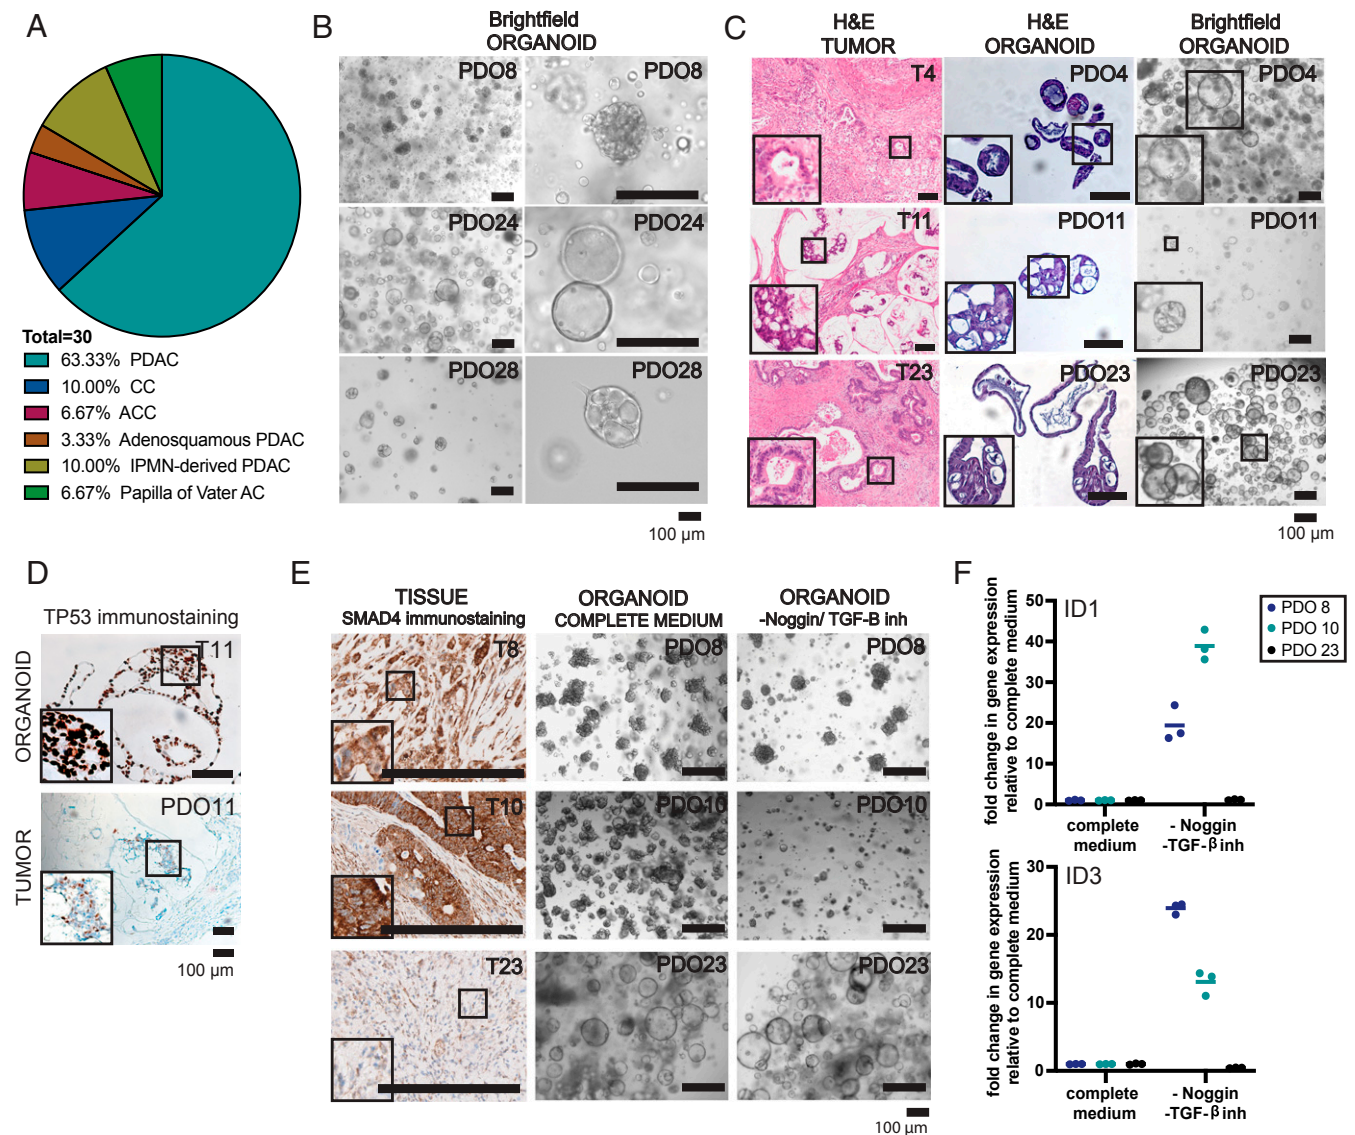 A
Total=30
63.33% PDAC
10.00% CC
6.67% ACC
3.33% Adenosquamous PDAC
10.00% IPMN-derived PDAC
6.67% Papilla of Vater AC
B
Brightfield
ORGANOID
PDO8
PDO8
PDO24
PDO24
PDO28
PDO28
100 µm
C
H&E
TUMOR
H&E
ORGANOID
Brightfield
ORGANOID
T4
PDO4
PDO4
T11
PDO11
PDO11
T23
PDO23
PDO23
100 µm
D
TP53 immunostaining
ORGANOID
T11
TUMOR
PDO11
100 µm
E
TISSUE
SMAD4 immunostaining
ORGANOID
COMPLETE MEDIUM
ORGANOID
-Noggin/ TGF-B inh
T8
PDO8
PDO8
T10
PDO10
PDO10
T23
PDO23
PDO23
100 µm
F
fold change in gene expression
relative to complete medium
50
40
30
20
10
0
ID1
complete
medium
- Noggin
-TGF-β inh
PDO 8
PDO 10
PDO 23
fold change in gene expression
relative to complete medium
30
20
10
0
ID3
complete
medium
- Noggin
-TGF-β inh